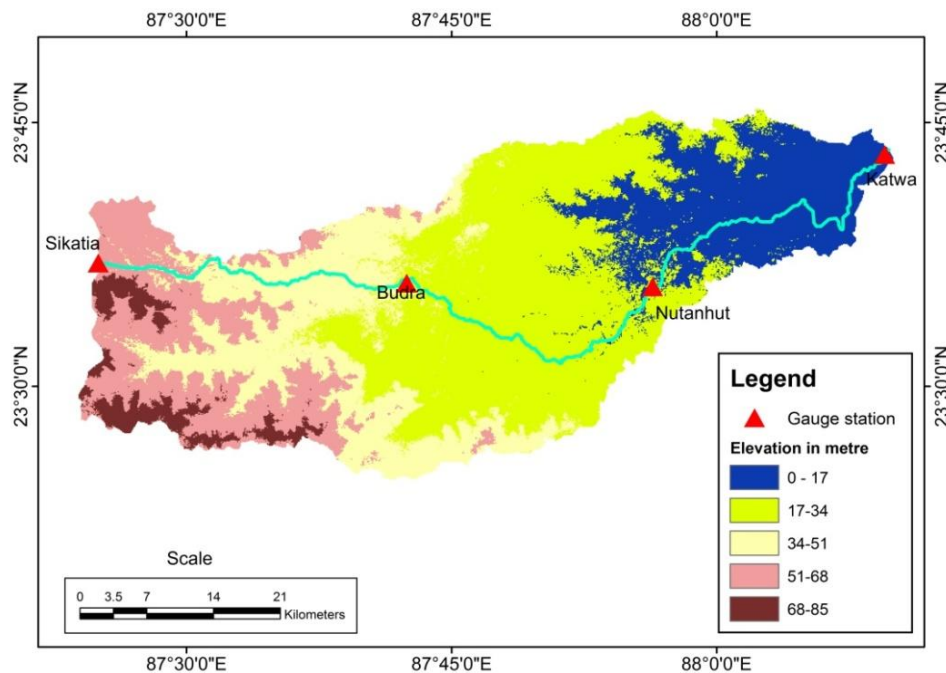 87°30'0"E 87°45'0"E 88°0'0"E
23°45'0"N 23°45'0"N
Katwa
Sikatia
Budra
Nutanhut
23°30'0"N 23°30'0"N
Legend
Gauge station
Elevation in metre
0 - 17
17-34
34-51
51-68
68-85
Scale
0 3.5 7 14 21
Kilometers
87°30'0"E 87°45'0"E 88°0'0"E